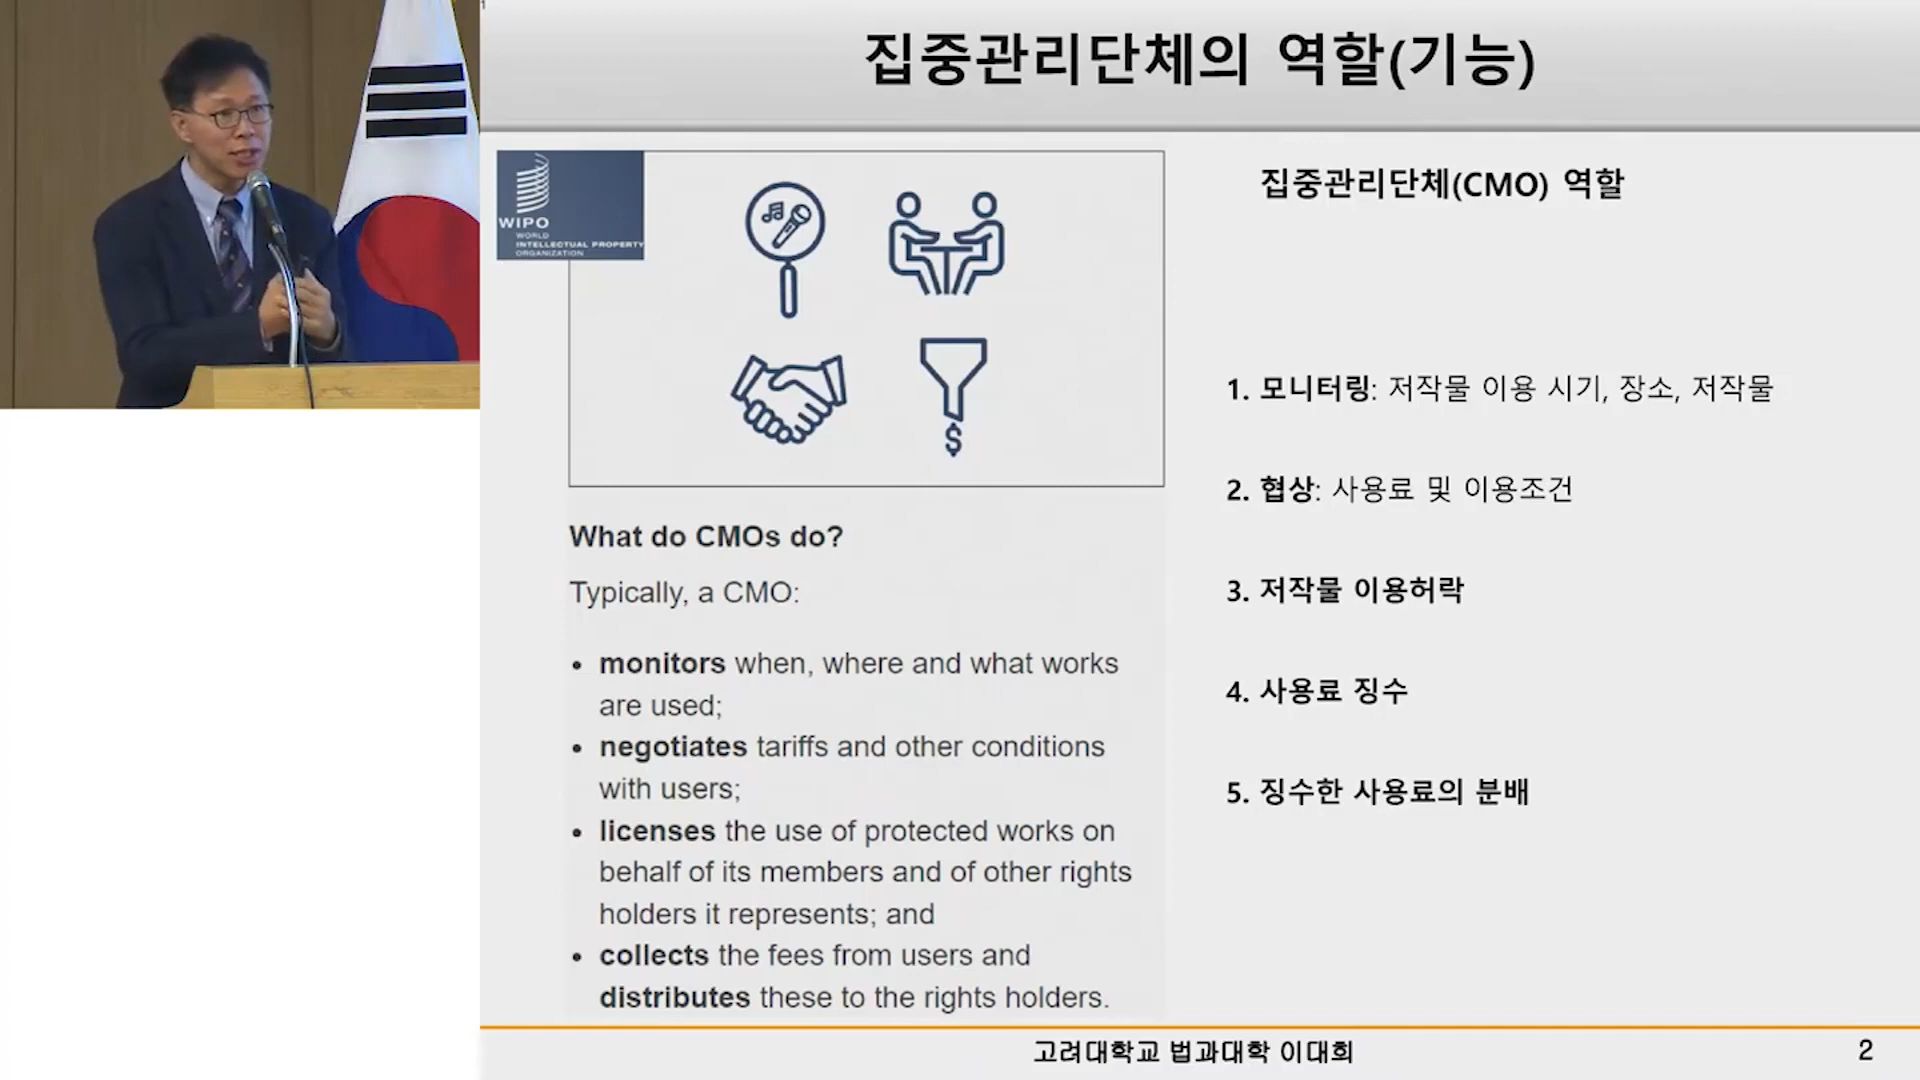 집중관리단체의 역할(기능)
WIPO
WORLD
INTELLECTUAL PROPERTY
ORGANIZATION
$
What do CMOs do?
Typically, a CMO:
• monitors when, where and what works
are used;
• negotiates tariffs and other conditions
with users;
• licenses the use of protected works on
behalf of its members and of other rights
holders it represents; and
• collects the fees from users and
distributes these to the rights holders.
집중관리단체(CMO) 역할
1. 모니터링: 저작물 이용 시기, 장소, 저작물
2. 협상: 사용료 및 이용조건
3. 저작물 이용허락
4. 사용료 징수
5. 징수한 사용료의 분배
고려대학교 법과대학 이대희
2